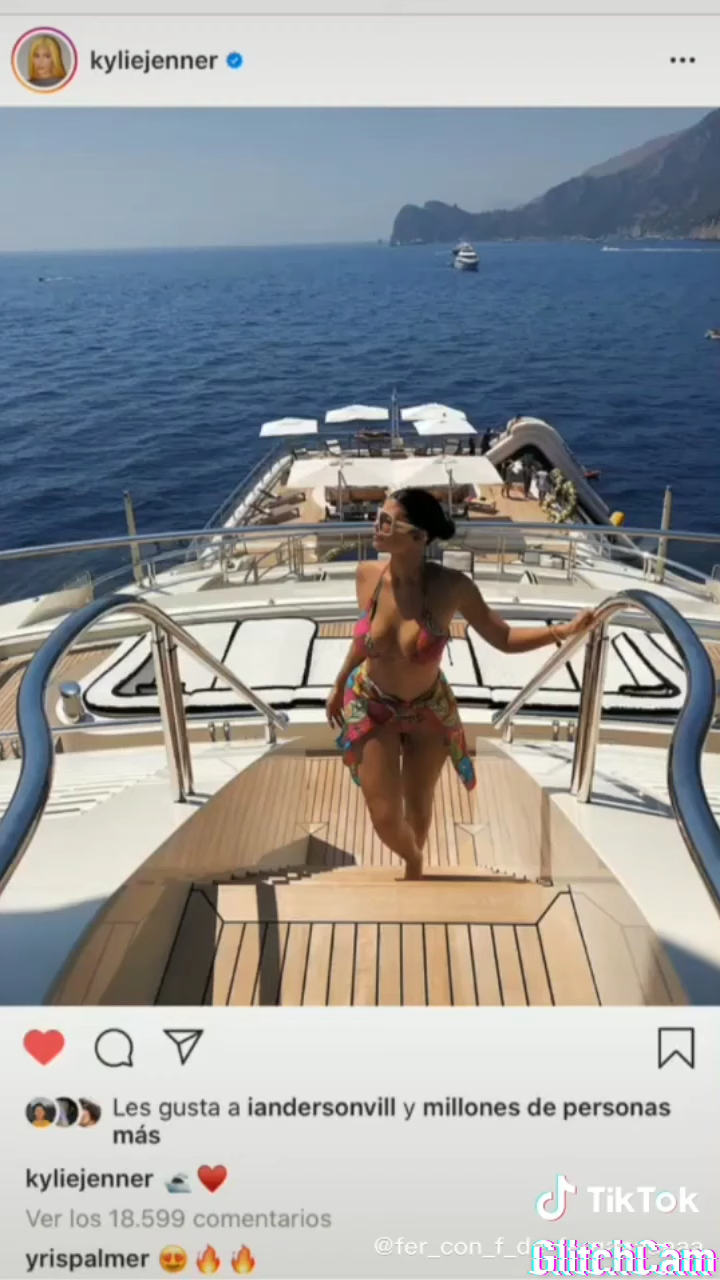 kyliejenner
Les gusta a iandersonvill y millones de personas
más
kyliejenner 🌊♥️
Ver los 18.599 comentarios
TikTok
yrispalmer 😍🔥🔥
GlitchCam